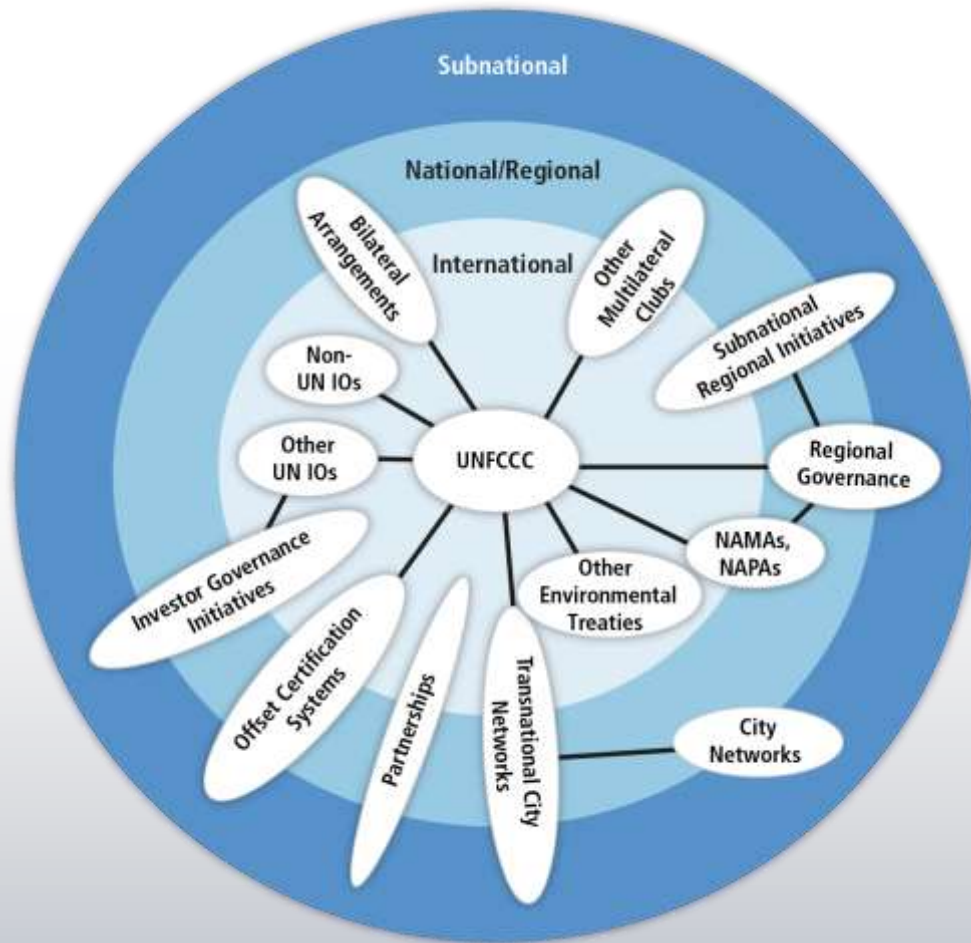 Subnational
National/Regional
International
Bilateral
Arrangements
Other
Multilateral
Clubs
Subnational
Regional Initiatives
Non-
UN IOs
Other
UN IOs
UNFCCC
Regional
Governance
NAMAs,
NAPAs
Other
Environmental
Treaties
Investor Governance
Initiatives
Offset Certification
Systems
Partnerships
Transnational City
Networks
City
Networks